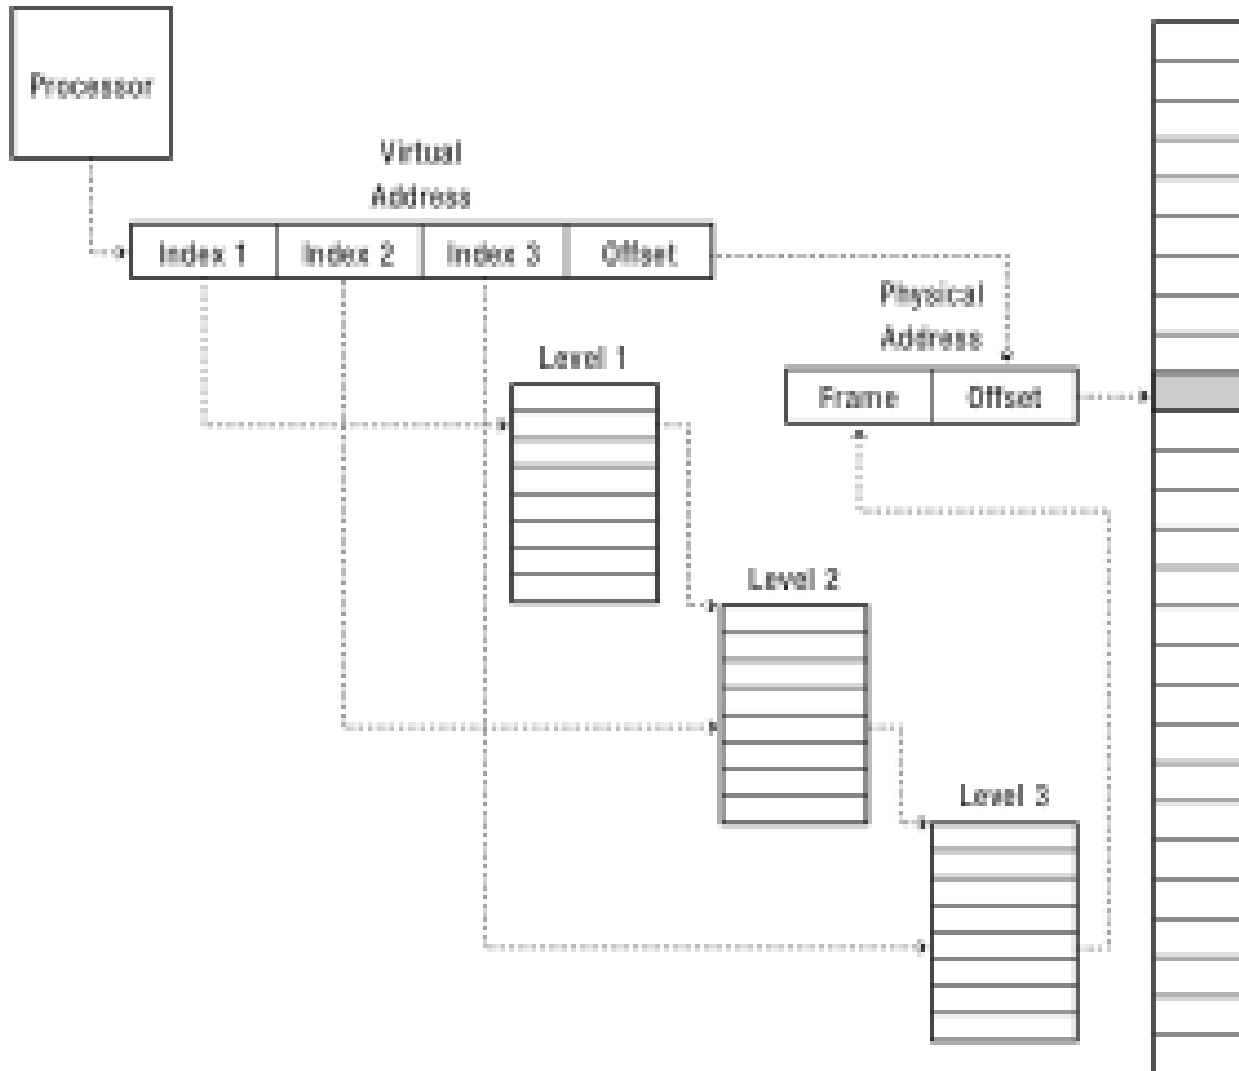 Processor
Virtual
Address
Index 1
Index 2
Index 3
Offset
Physical
Address
Level 1
Frame
Offset
Level 2
Level 3